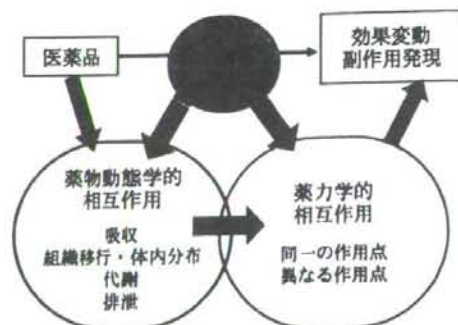 医薬品
効果変動
副作用発現
薬物動態学的
相互作用
吸収
組織移行・体内分布
代謝
排泄
薬力学的
相互作用
同一の作用点
異なる作用点